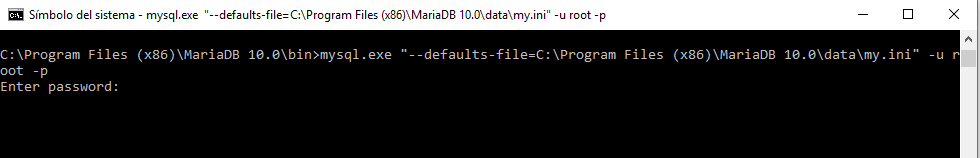 Símbolo del sistema - mysql.exe "--defaults-file=C:\Program Files (x86)\MariaDB 10.0\data\my.ini" -u root -p
C:\Program Files (x86)\MariaDB 10.0\bin>mysql.exe "--defaults-file=C:\Program Files (x86)\MariaDB 10.0\data\my.ini" -u r
oot -p
Enter password: